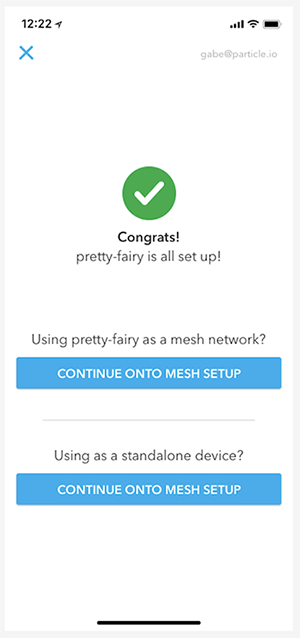 12:22
gabe@particle.io
Congrats!
pretty-fairy is all set up!
Using pretty-fairy as a mesh network?
CONTINUE ONTO MESH SETUP
Using as a standalone device?
CONTINUE ONTO MESH SETUP